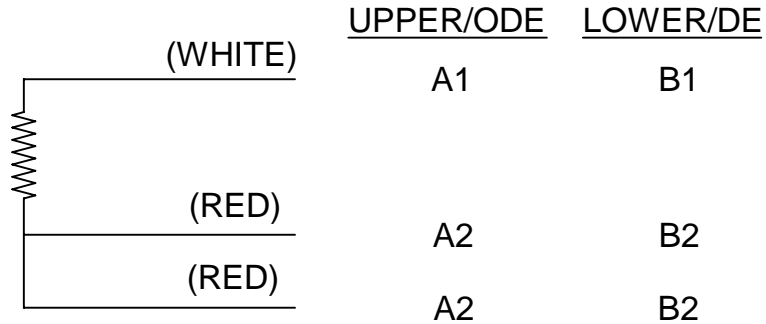 UPPER/ODE LOWER/DE
(WHITE) A1 B1
(RED) A2 B2
(RED) A2 B2